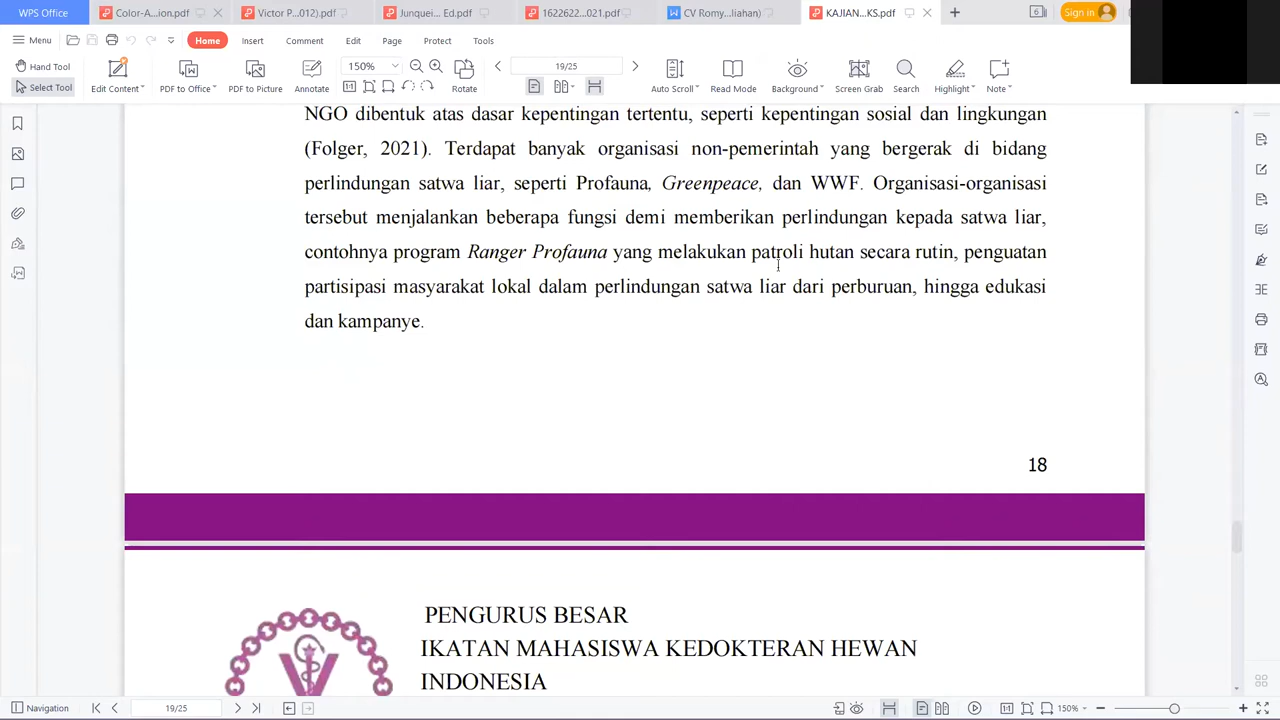 WPS Office
Color-A...ion.pdf
Victor P...012).pdf
Junquei... Ed.pdf
1622622...021.pdf
CV Romy...liahan)
KAJIAN...KS.pdf
6
Sign in
Menu
Home
Insert
Comment
Edit
Page
Protect
Tools
Hand Tool
Select Tool
Edit Content
PDF to Office
PDF to Picture
Annotate
150%
Rotate
19/25
Auto Scroll
Read Mode
Background
Screen Grab
Search
Highlight
Note
NGO dibentuk atas dasar kepentingan tertentu, seperti kepentingan sosial dan lingkungan
(Folger, 2021). Terdapat banyak organisasi non-pemerintah yang bergerak di bidang
perlindungan satwa liar, seperti Profauna, Greenpeace, dan WWF. Organisasi-organisasi
tersebut menjalankan beberapa fungsi demi memberikan perlindungan kepada satwa liar,
contohnya program Ranger Profauna yang melakukan patroli hutan secara rutin, penguatan
partisipasi masyarakat lokal dalam perlindungan satwa liar dari perburuan, hingga edukasi
dan kampanye.
18
PENGURUS BESAR
IKATAN MAHASISWA KEDOKTERAN HEWAN
INDONESIA
Navigation
19/25
150%